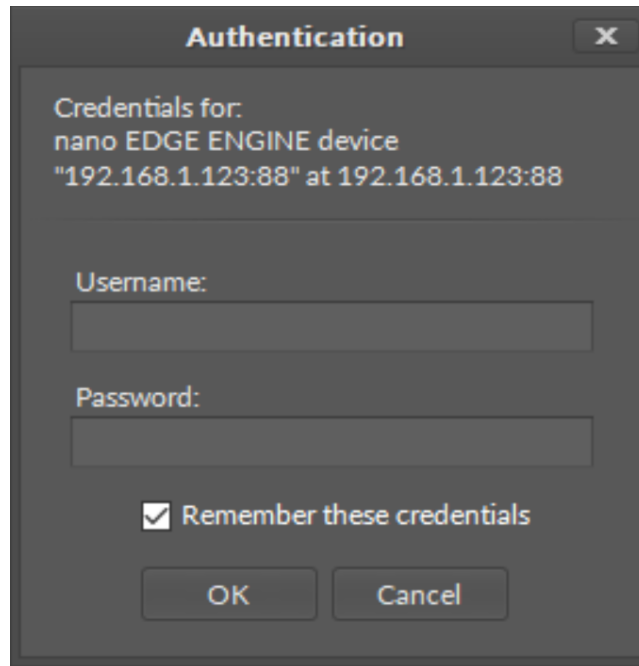 Authentication
Credentials for:
nano EDGE ENGINE device
"192.168.1.123:88" at 192.168.1.123:88
Username:
Password:
Remember these credentials
OK Cancel